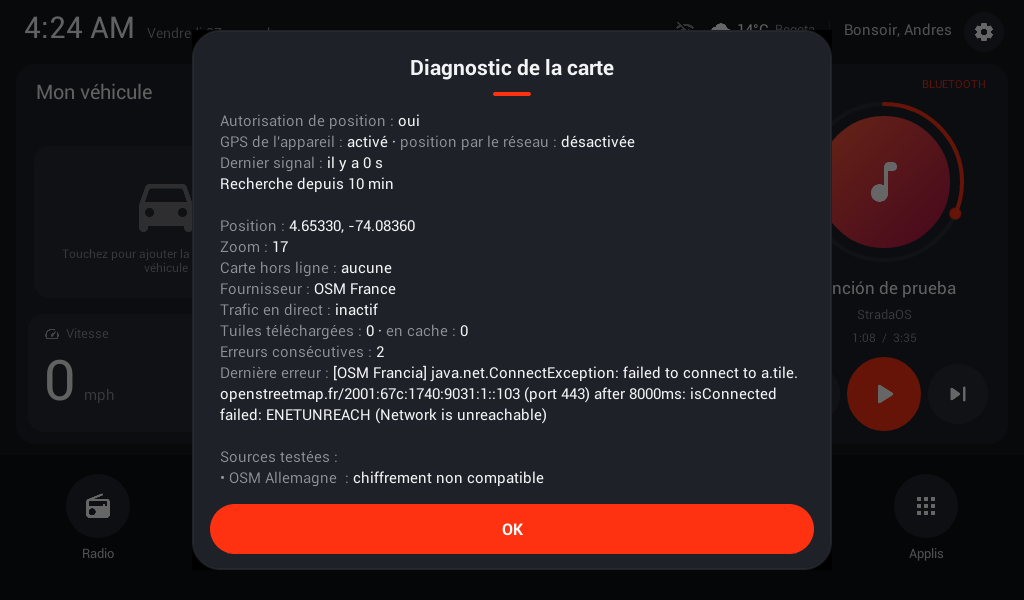 4:24 AM
14°C Bogota
Bonsoir, Andres
Mon véhicule
Touchez pour ajouter la
véhicule
Vitesse
0 mph
Diagnostic de la carte
Autorisation de position : oui
GPS de l'appareil : activé · position par le réseau : désactivée
Dernier signal : il y a 0 s
Recherche depuis 10 min
Position : 4.65330, -74.08360
Zoom : 17
Carte hors ligne : aucune
Fournisseur : OSM France
Trafic en direct : inactif
Tuiles téléchargées : 0 · en cache : 0
Erreurs consécutives : 2
Dernière erreur : [OSM Francia] java.net.ConnectException: failed to connect to a.tile.
openstreetmap.fr/2001:67c:1740:9031:1::103 (port 443) after 8000ms: isConnected
failed: ENETUNREACH (Network is unreachable)
Sources testées :
• OSM Allemagne : chiffrement non compatible
OK
BLUETOOTH
nción de prueba
StradaOS
1:08 / 3:35
Radio
Applis